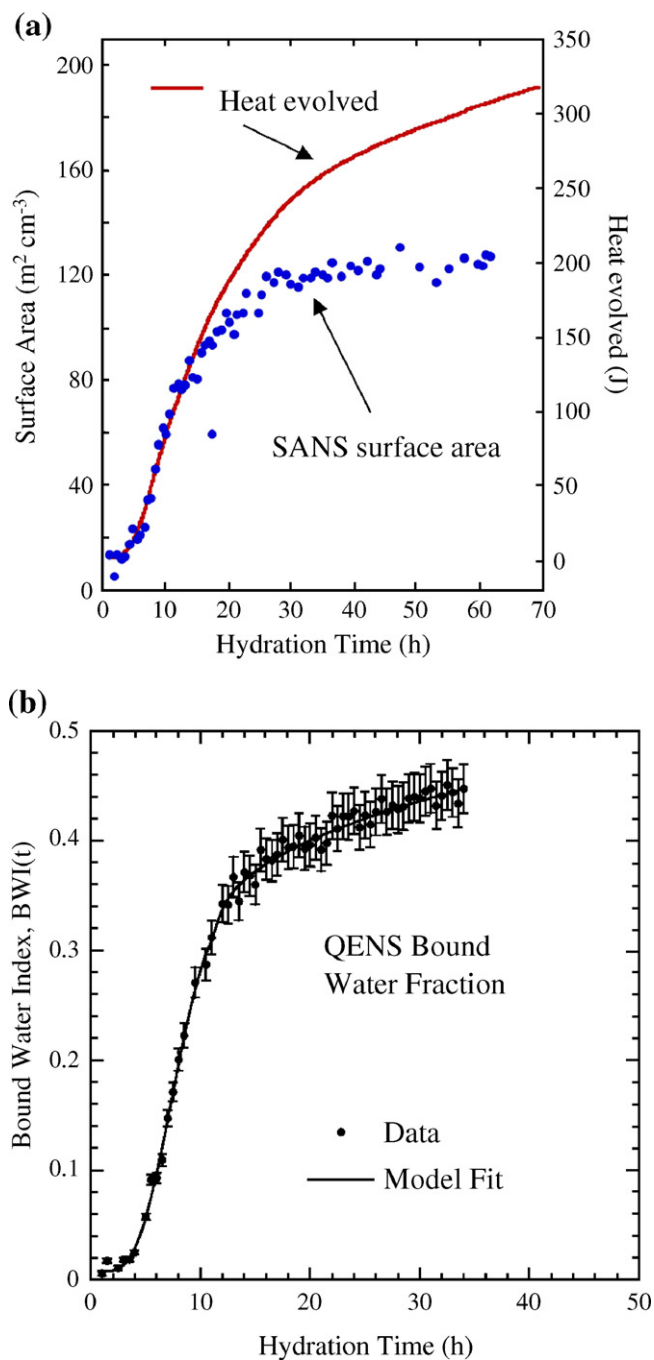 (a)
350
200
300
Heat evolved
160
250
Surface Area (m² cm⁻³)
Heat evolved (J)
120
200
150
80
100
SANS surface area
40
50
0
0
0 10 20 30 40 50 60 70
Hydration Time (h)
(b)
0.5
0.4
Bound Water Index, BWI(t)
QENS Bound
Water Fraction
0.3
0.2
Data
0.1
Model Fit
0
0 10 20 30 40 50
Hydration Time (h)